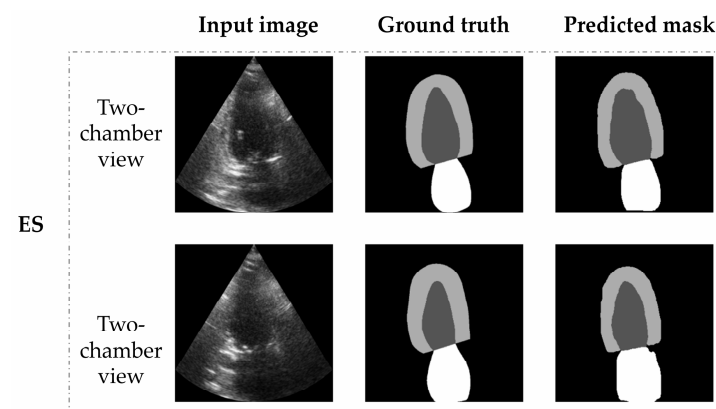 Input image Ground truth Predicted mask
Two-
chamber
view
ES
Two-
chamber
view